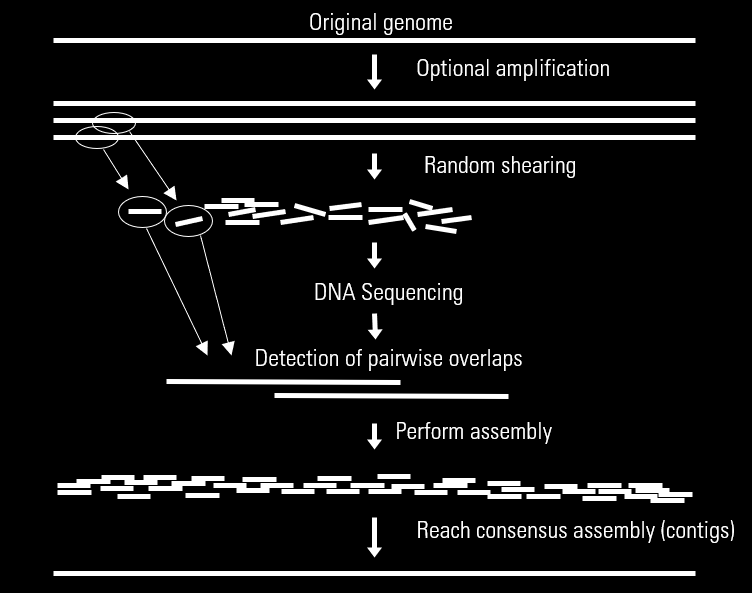 Original genome
Optional amplification
Random shearing
DNA Sequencing
Detection of pairwise overlaps
Perform assembly
Reach consensus assembly (contigs)